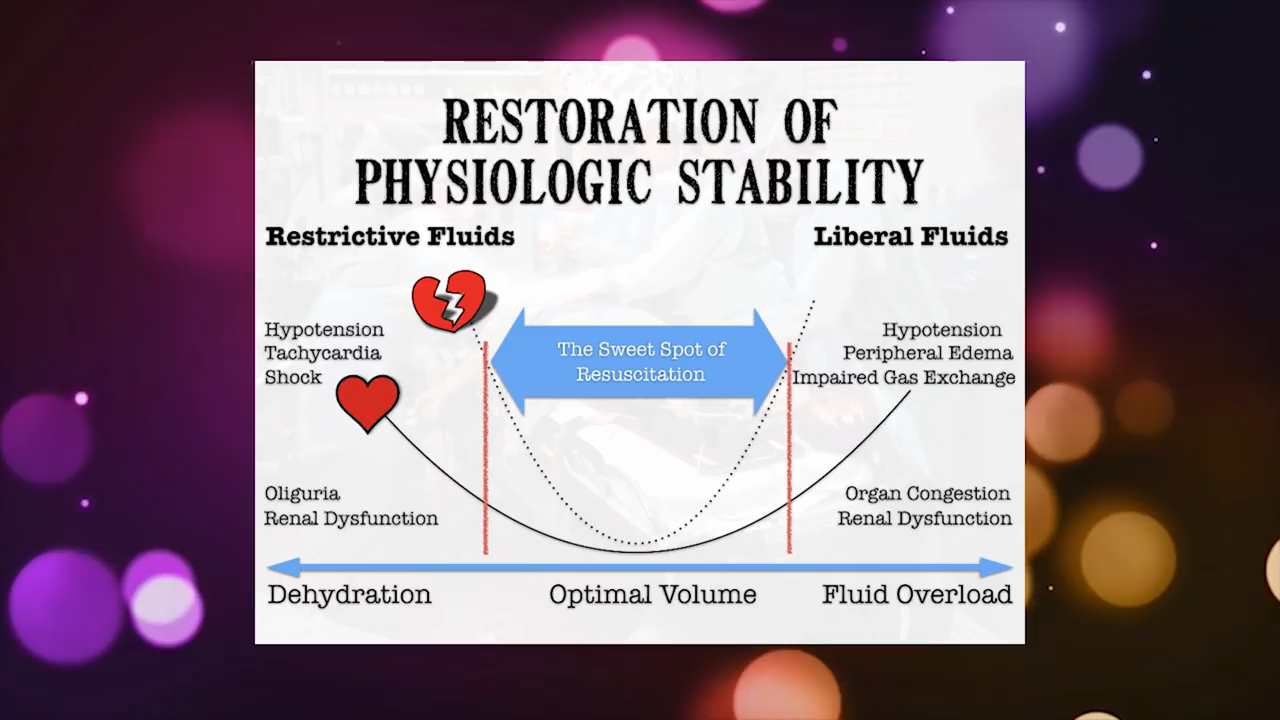 RESTORATION OF
PHYSIOLOGIC STABILITY
Restrictive Fluids
Liberal Fluids
Hypotension
Tachycardia
Shock
The Sweet Spot of
Resuscitation
Hypotension
Peripheral Edema
Impaired Gas Exchange
Oliguria
Renal Dysfunction
Organ Congestion
Renal Dysfunction
Dehydration
Optimal Volume
Fluid Overload